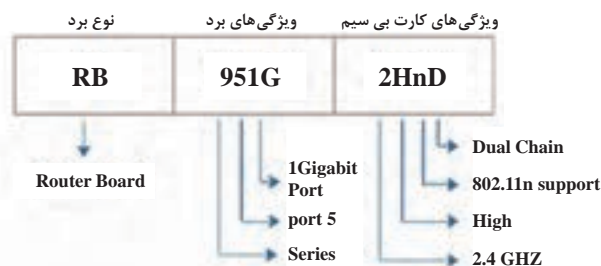 نوع برد
ویژگی‌های برد
ویژگی‌های کارت بی سیم
RB
951G
2HnD
Router Board
1Gigabit
Port
port 5
Series
Dual Chain
802.11n support
High
2.4 GHZ